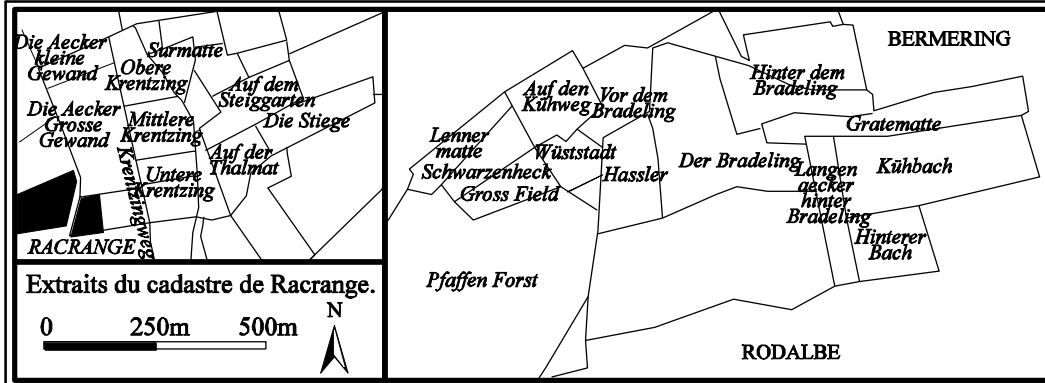 Die Aecker
kleine
Gewand
Surmatte
Obere
Krentzing
Auf dem
Steiggarten
Die Stiege
Die Aecker
Grosse
Gewand
Mittlere
Krentzing
Auf der
Thalmat
Untere
Krentzing
Krentzingweg
RACRANGE
Extraits du cadastre de Racrange.
0 250m 500m
N
BERMERING
Hinter dem
Bradeling
Auf den
Kühweg
Vor dem
Bradeling
Gratematte
Lenner
matte
Wüststadt
Schwarzenheck
Hassler
Der Bradeling
Kühbach
Gross Field
Langen
aecker
hinter
Bradeling
Hinterer
Bach
Pfaffen Forst
RODALBE